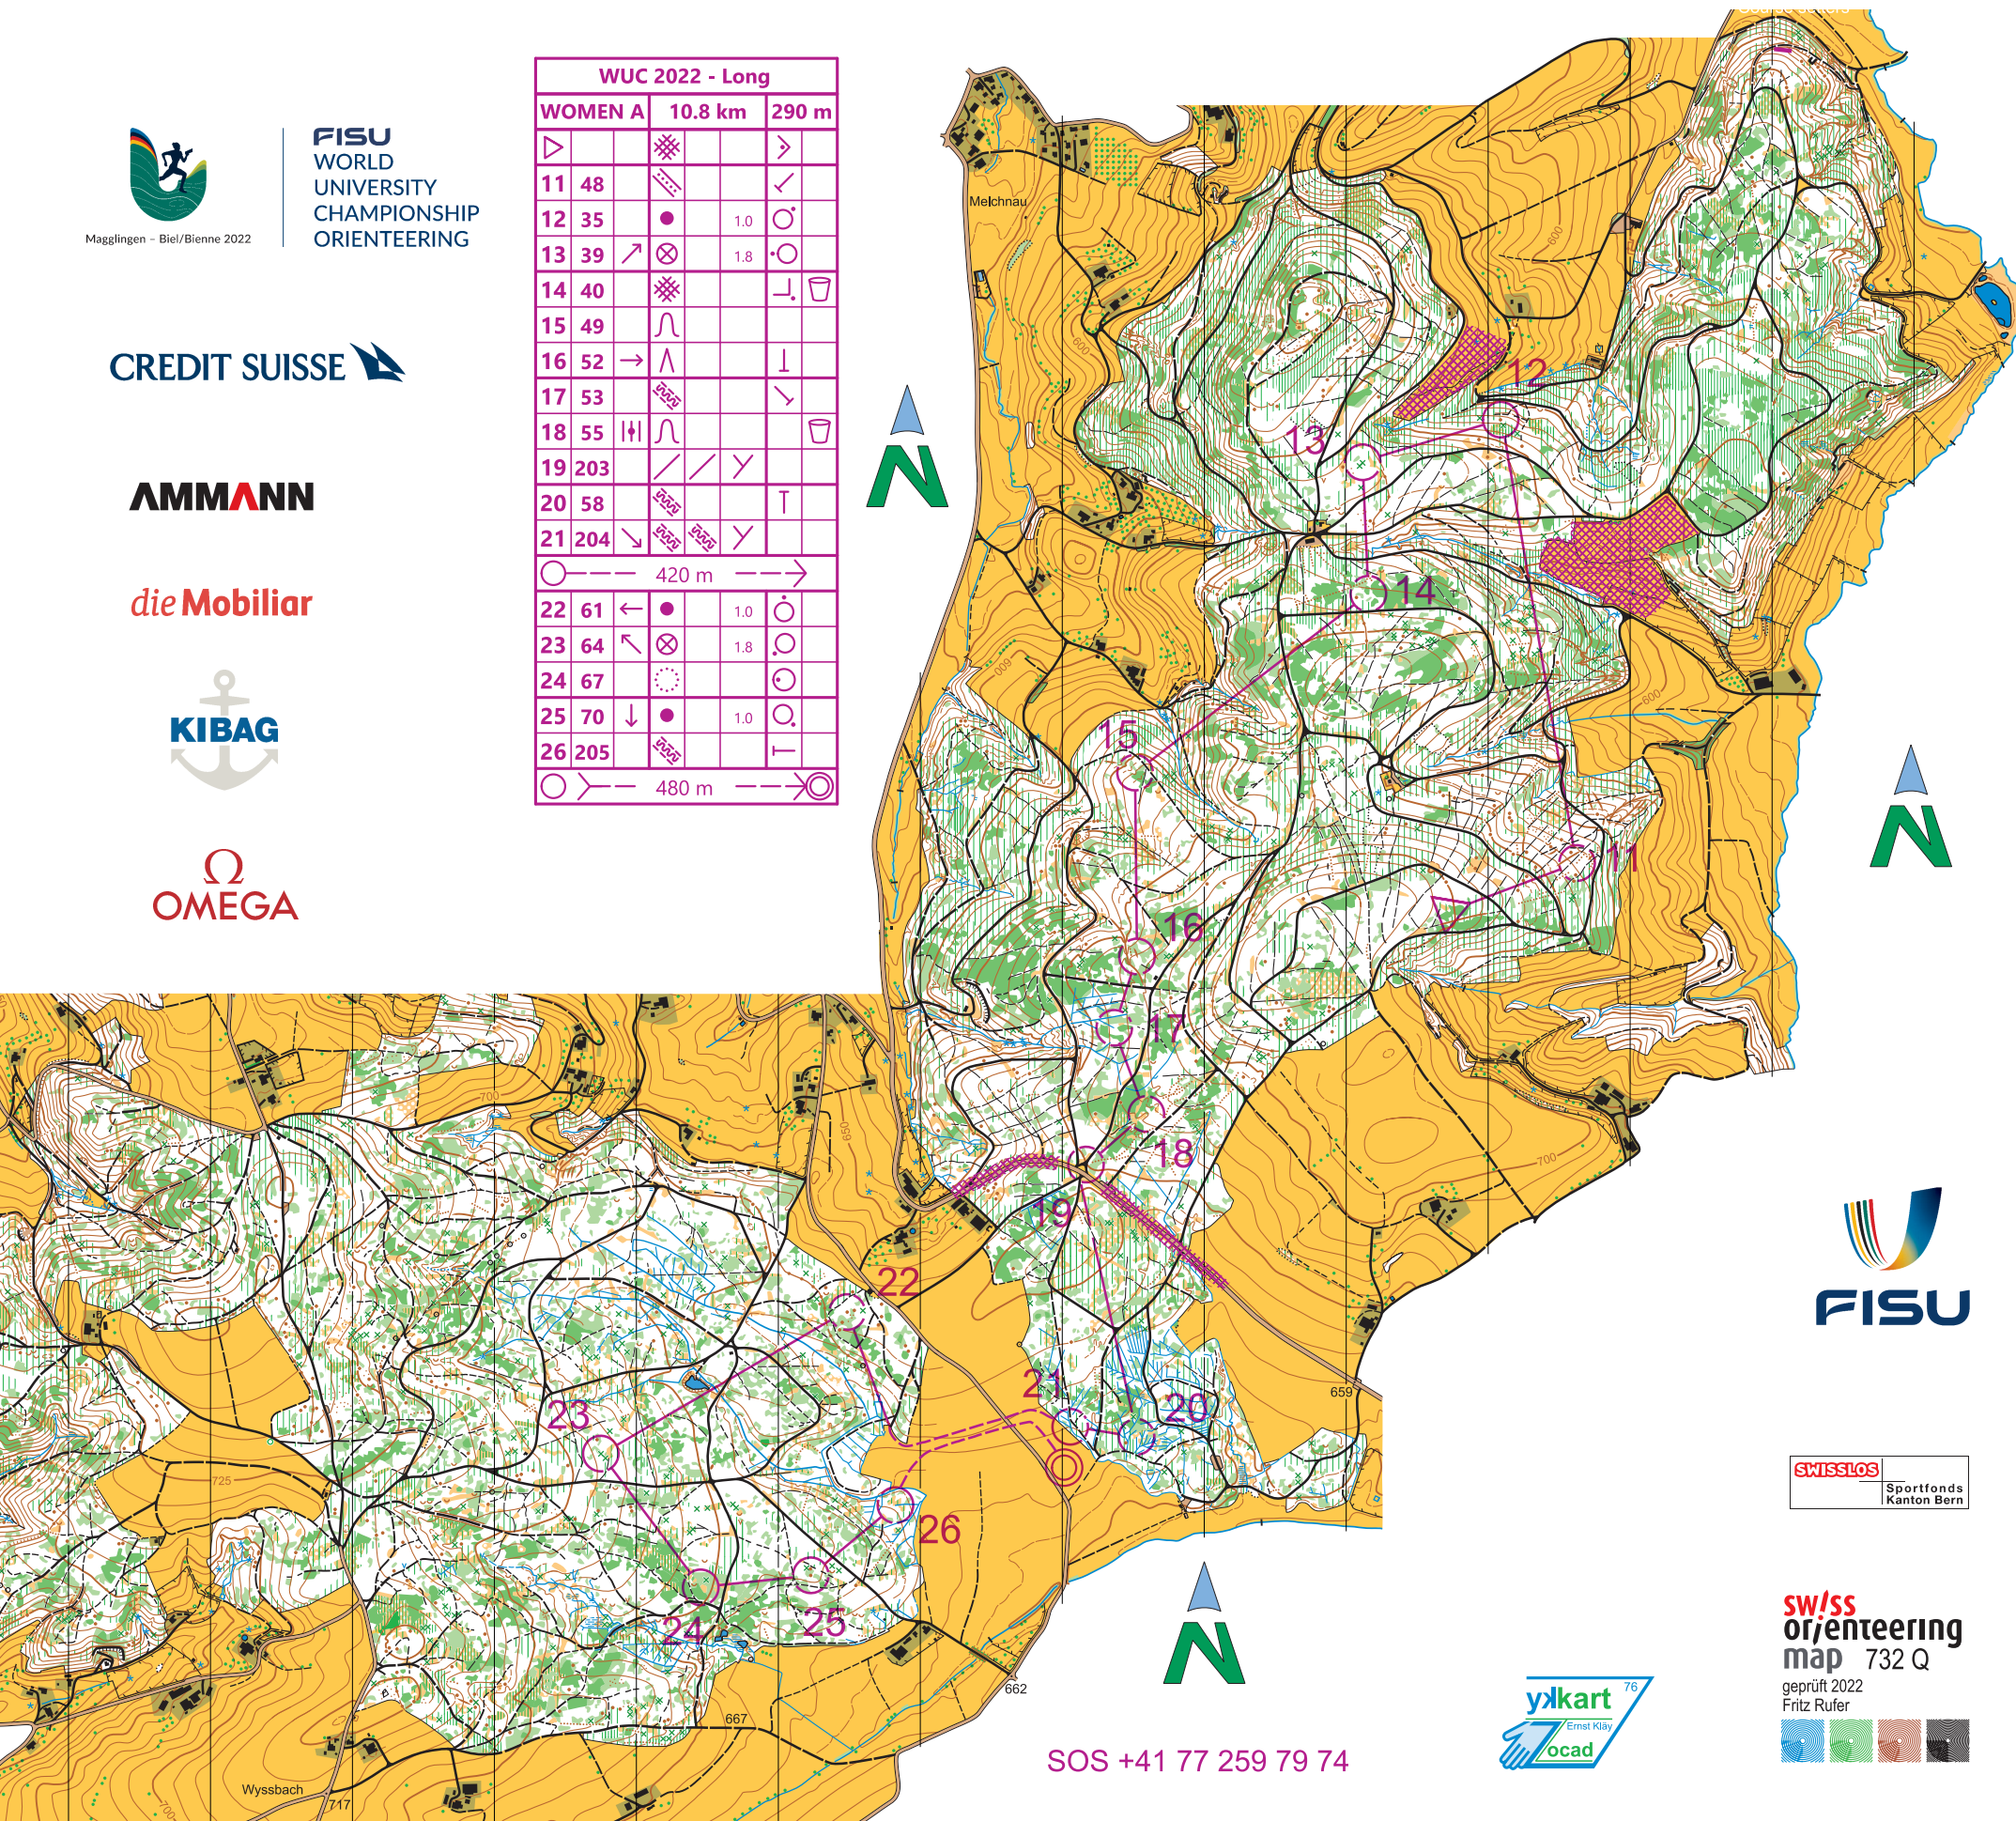 FISU
WORLD
UNIVERSITY
CHAMPIONSHIP
ORIENTEERING
Magglingen – Biel/Bienne 2022
CREDIT SUISSE
AMMANN
die Mobiliar
KIBAG
Ω
OMEGA
WUC 2022 - Long
WOMEN A 10.8 km 290 m
11 48
12 35 1.0
13 39 1.8
14 40
15 49
16 52
17 53
18 55
19 203
20 58
21 204
420 m
22 61 1.0
23 64 1.8
24 67
25 70 1.0
26 205
480 m
Melchnau
600
600
12
13
14
600
600
15
11
16
17
700
650
18
700
19
22
659
21
20
23
725
26
24
25
662
667
Wyssbach
717
700
N
N
N
SOS +41 77 259 79 74
FISU
SWISSLOS
Sportfonds
Kanton Bern
swiss
orienteering
map 732 Q
geprüft 2022
Fritz Rufer
ykkart
76
Ernst Kläy
ocad